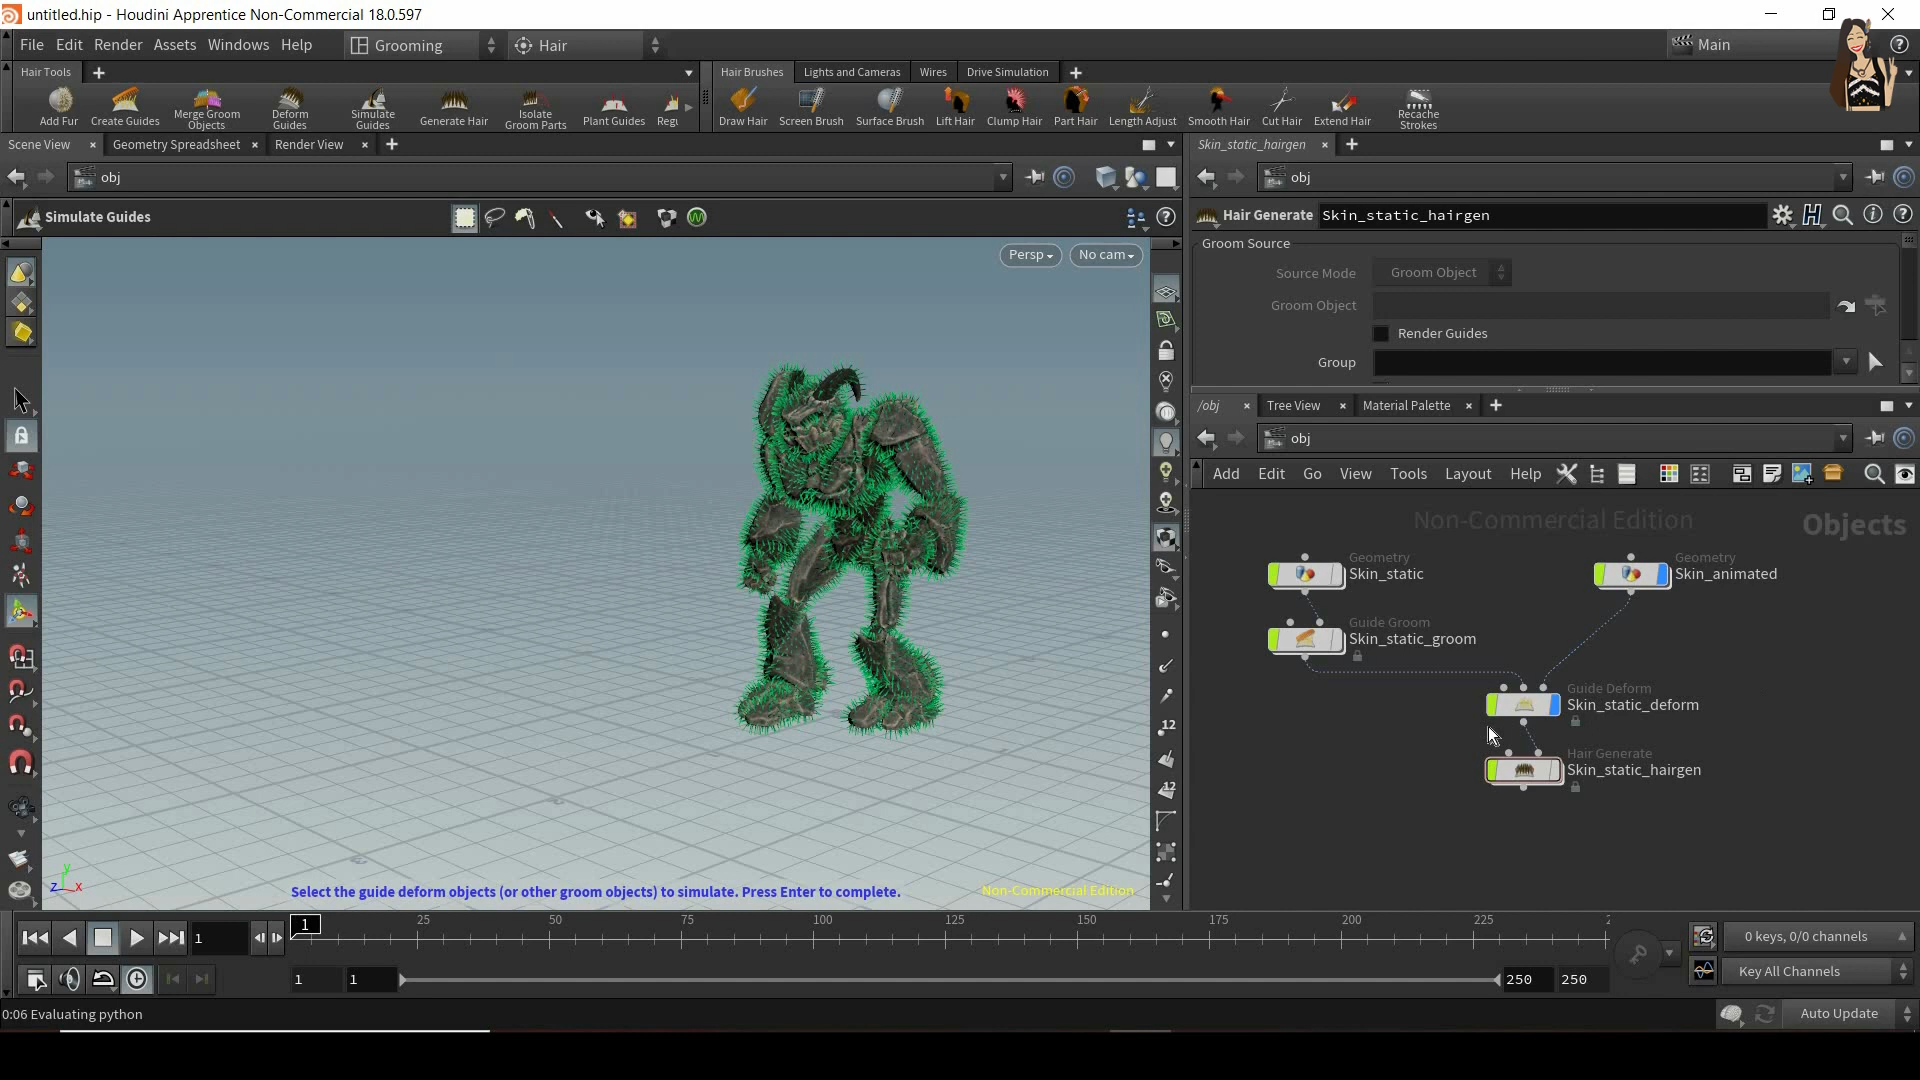 untitled.hip - Houdini Apprentice Non-Commercial 18.0.597
File Edit Render Assets Windows Help Grooming Hair Main
Hair Tools Hair Brushes Lights and Cameras Wires Drive Simulation
Add Fur Create Guides Merge Groom Objects Deform Guides Simulate Guides Generate Hair Isolate Groom Parts Plant Guides Regu Draw Hair Screen Brush Surface Brush Lift Hair Clump Hair Part Hair Length Adjust Smooth Hair Cut Hair Extend Hair Recache Strokes
Scene View Geometry Spreadsheet Render View Skin_static_hairgen
obj obj
Simulate Guides Hair Generate Skin_static_hairgen
Groom Source
Persp No cam
Source Mode Groom Object
Groom Object
Render Guides
Group
/obj Tree View Material Palette
obj
Add Edit Go View Tools Layout Help
Non-Commercial Edition Objects
Geometry
Skin_static
Geometry
Skin_animated
Guide Groom
Skin_static_groom
Guide Deform
Skin_static_deform
Hair Generate
Skin_static_hairgen
12
12
y
z x
Select the guide deform objects (or other groom objects) to simulate. Press Enter to complete.
Non-Commercial Edition
1 1 25 50 75 100 125 150 175 200 225 2
0 keys, 0/0 channels
1 1 250 250 Key All Channels
0:06 Evaluating python Auto Update